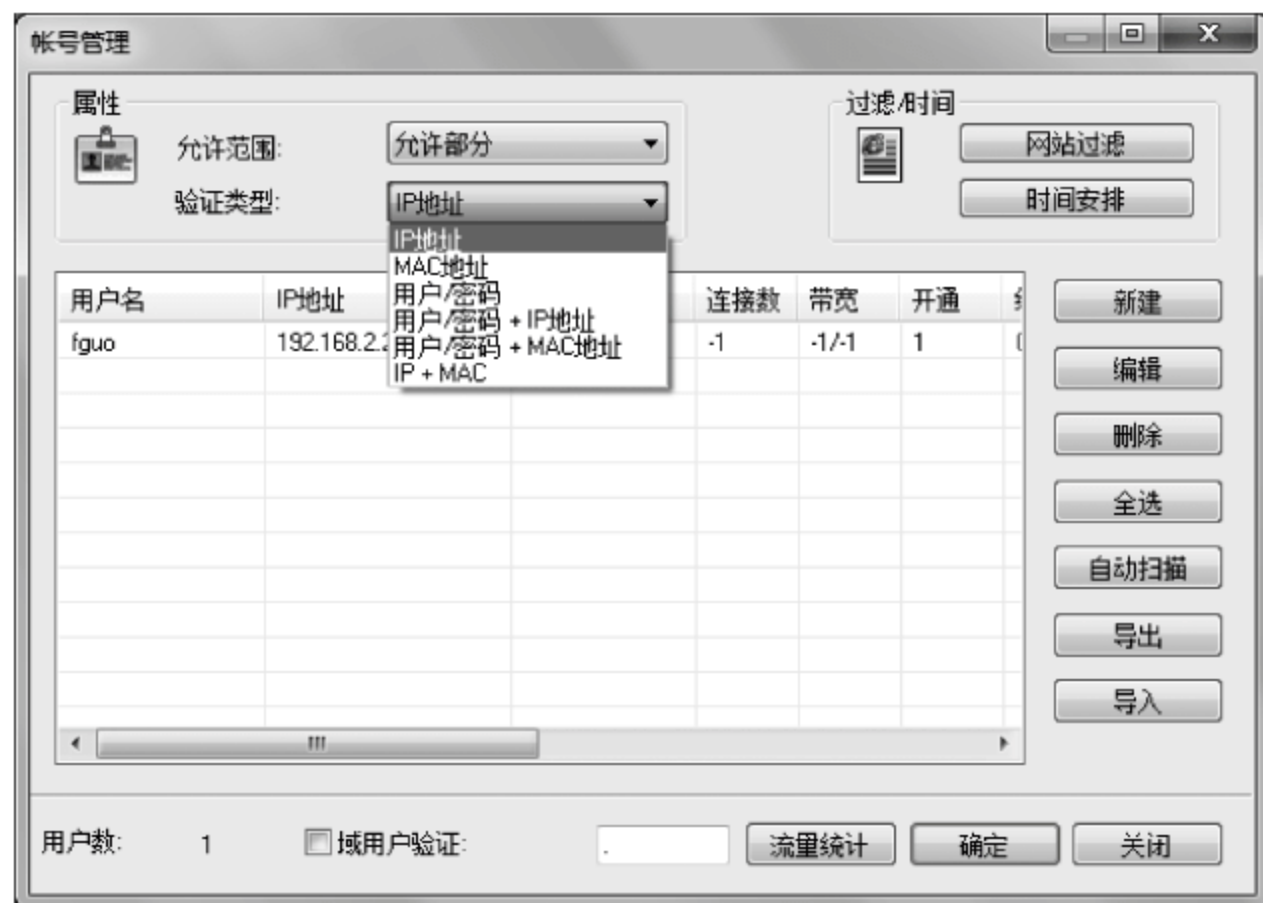 帐号管理
属性
过滤/时间
允许范围:
允许部分
网站过滤
验证类型:
IP地址
时间安排
IP地址
MAC地址
用户/密码
用户/密码 + IP地址
用户/密码 + MAC地址
IP + MAC
用户名 IP地址 连接数 带宽 开通
fguo 192.168.2.2 -1 -1/-1 1
新建
编辑
删除
全选
自动扫描
导出
导入
用户数: 1 域用户验证: . 流量统计 确定 关闭